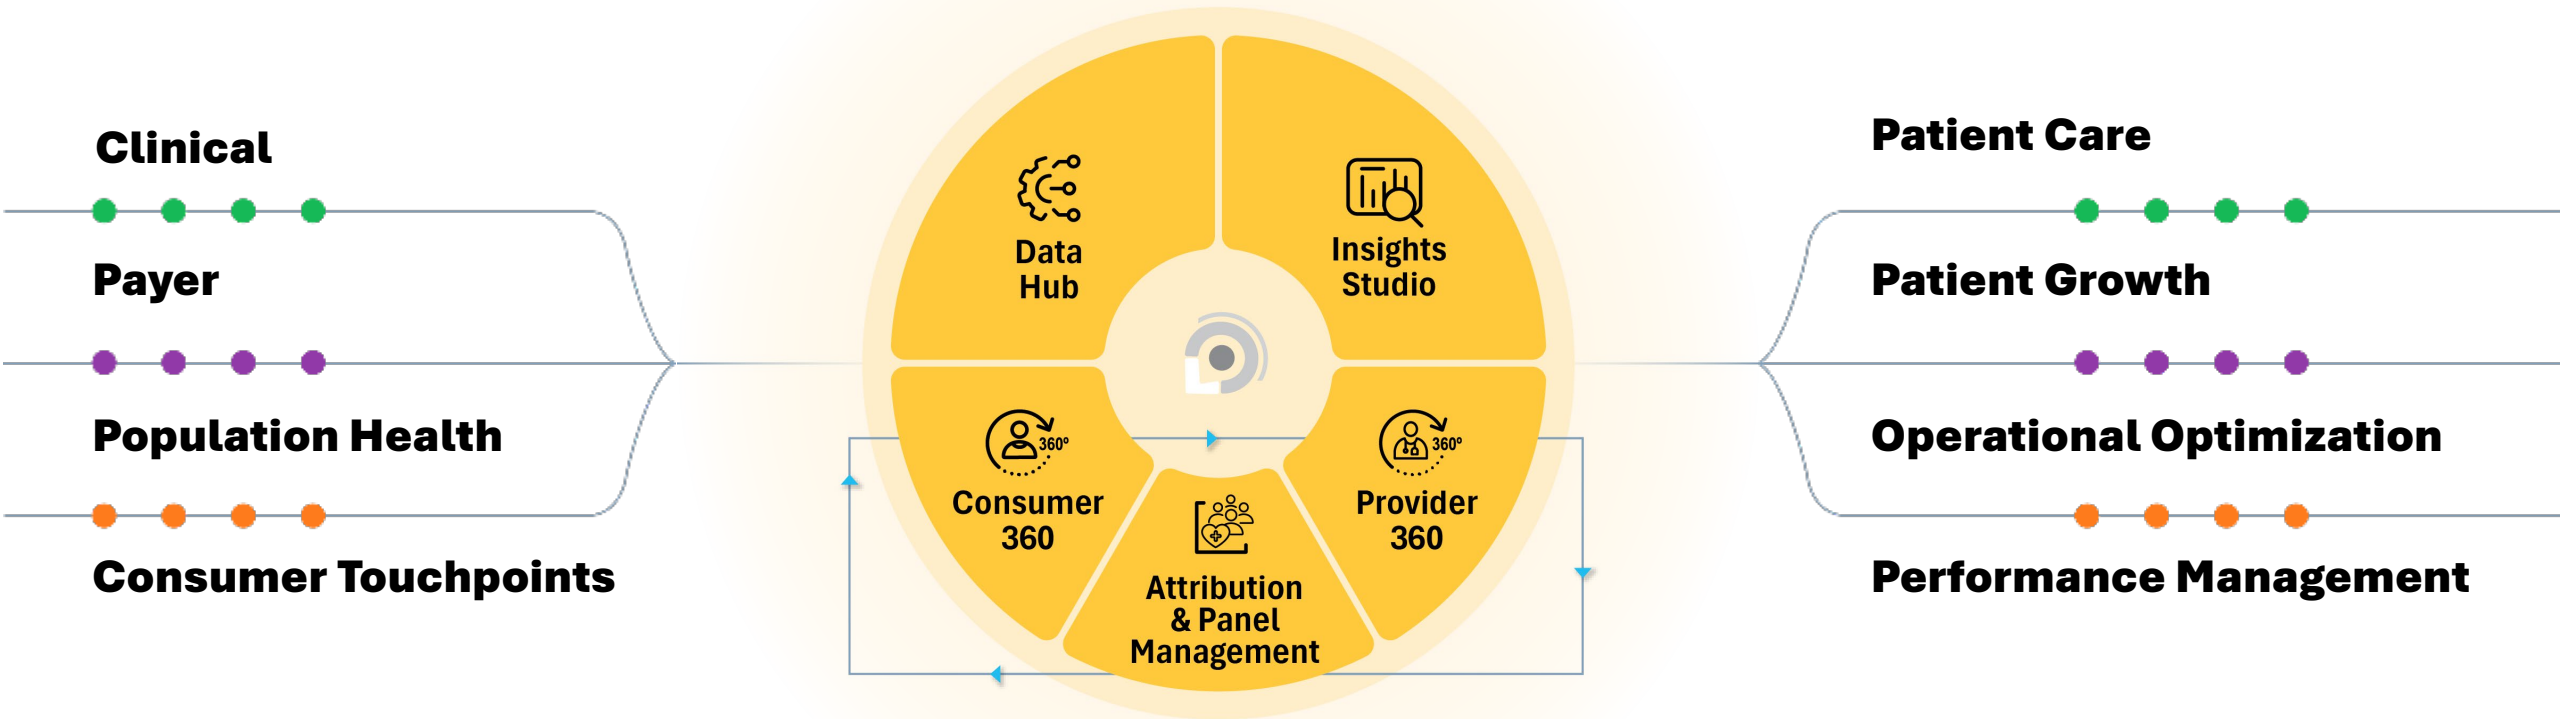 Clinical
Payer
Population Health
Consumer Touchpoints
Data
Hub
Insights
Studio
360°
Consumer
360
Attribution
& Panel
Management
360°
Provider
360
Patient Care
Patient Growth
Operational Optimization
Performance Management